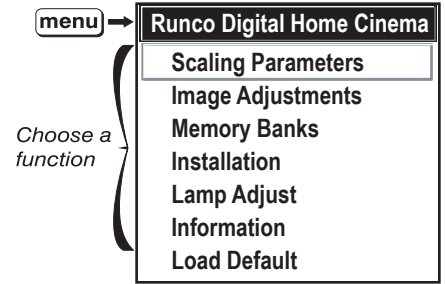 menu
Runco Digital Home Cinema
Scaling Parameters
Image Adjustments
Memory Banks
Choose a
function
Installation
Lamp Adjust
Information
Load Default